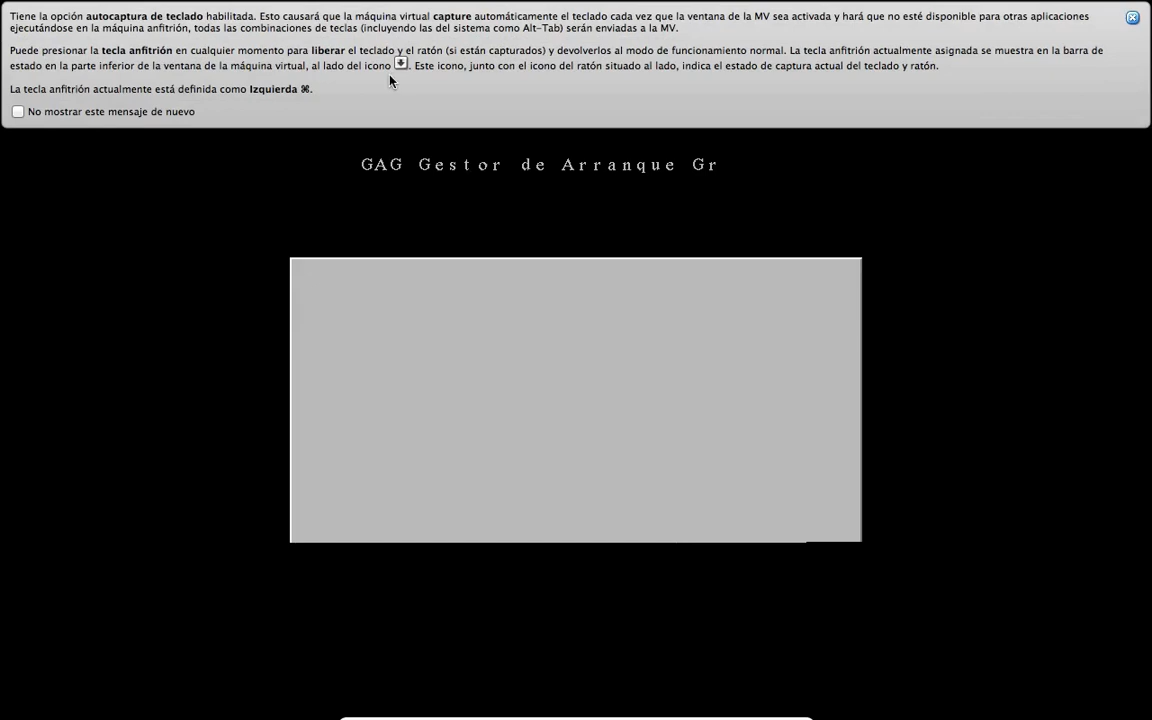 Tiene la opción autocaptura de teclado habilitada. Esto causará que la máquina virtual capture automáticamente el teclado cada vez que la ventana de la MV sea activada y hará que no esté disponible para otras aplicaciones
ejecutándose en la máquina anfitrión, todas las combinaciones de teclas (incluyendo las del sistema como Alt-Tab) serán enviadas a la MV.
Puede presionar la tecla anfitrión en cualquier momento para liberar el teclado y el ratón (si están capturados) y devolverlos al modo de funcionamiento normal. La tecla anfitrión actualmente asignada se muestra en la barra de
estado en la parte inferior de la ventana de la máquina virtual, al lado del icono . Este icono, junto con el icono del ratón situado al lado, indica el estado de captura actual del teclado y ratón.
La tecla anfitrión actualmente está definida como Izquierda ⌘.
No mostrar este mensaje de nuevo
GAG Gestor de Arranque Gr